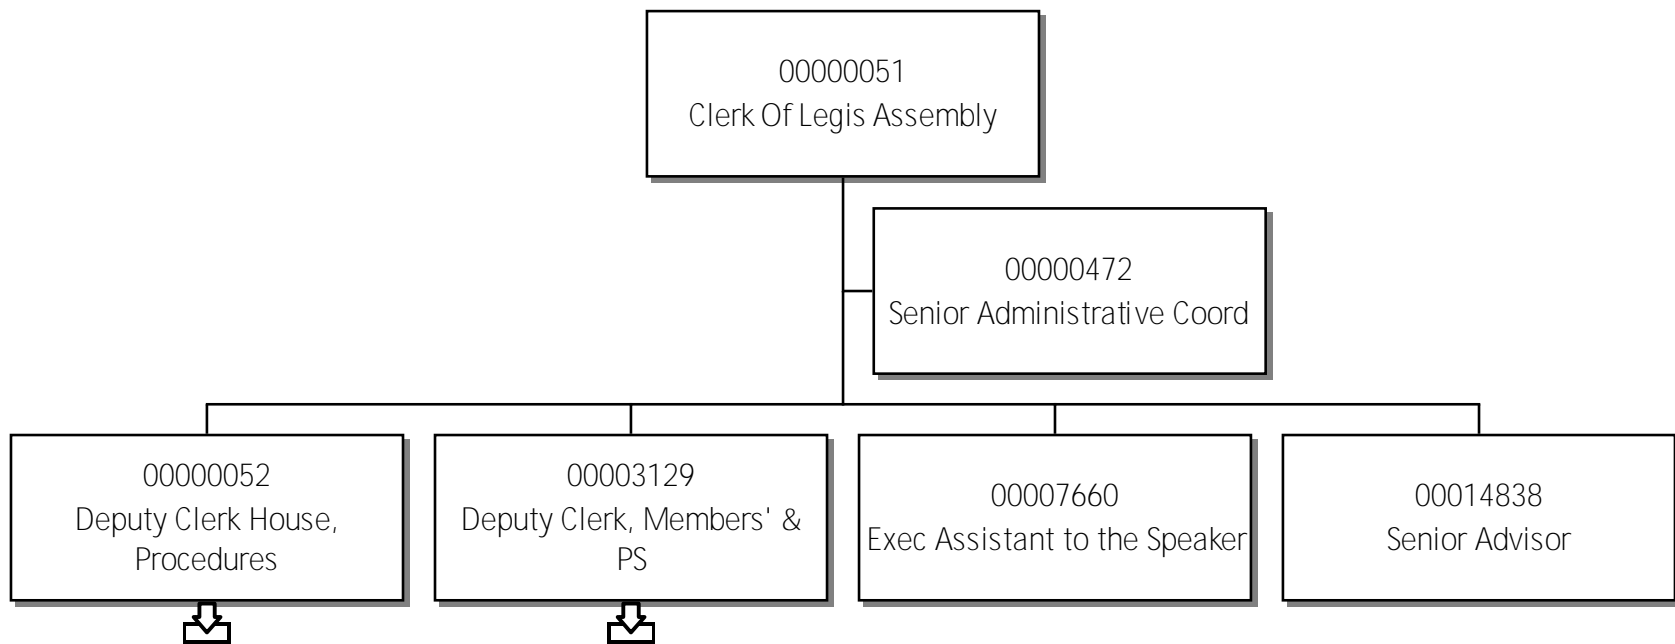 00000051
Clerk Of Legis Assembly
00000472
Senior Administrative Coord
00000052
Deputy Clerk House,
Procedures
00003129
Deputy Clerk, Members' &
PS
00007660
Exec Assistant to the Speaker
00014838
Senior Advisor